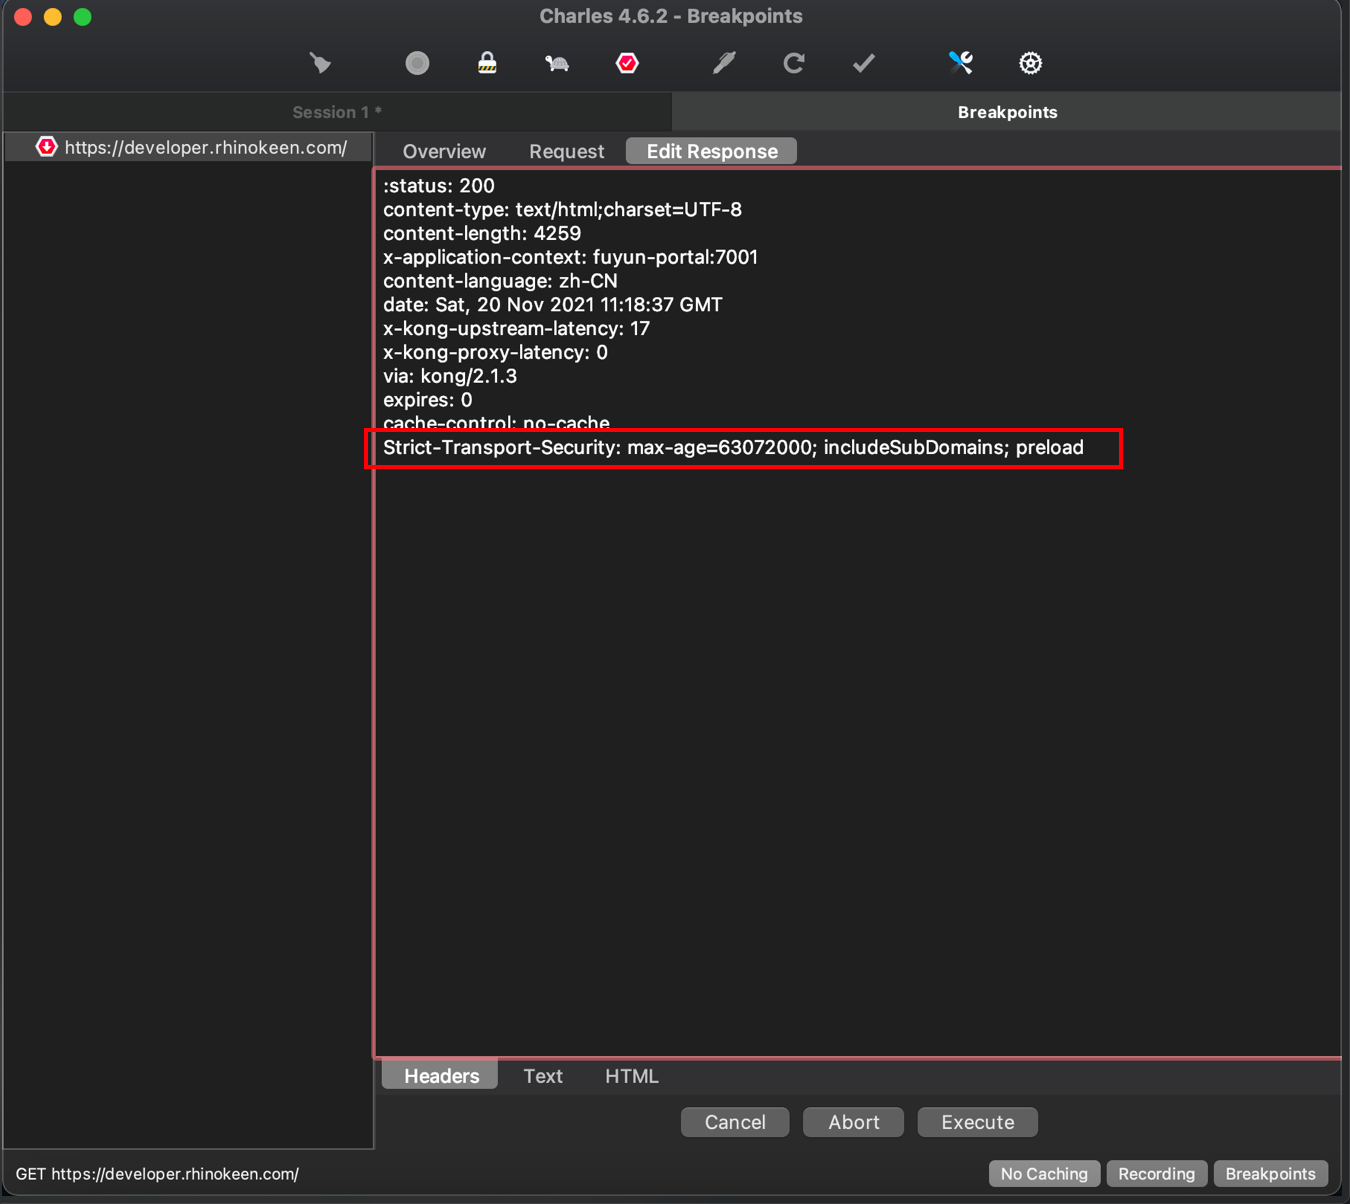 Charles 4.6.2 - Breakpoints
Session 1 *
Breakpoints
https://developer.rhinokeen.com/
Overview
Request
Edit Response
:status: 200
content-type: text/html;charset=UTF-8
content-length: 4259
x-application-context: fuyun-portal:7001
content-language: zh-CN
date: Sat, 20 Nov 2021 11:18:37 GMT
x-kong-upstream-latency: 17
x-kong-proxy-latency: 0
via: kong/2.1.3
expires: 0
cache-control: no-cache
Strict-Transport-Security: max-age=63072000; includeSubDomains; preload
Headers
Text
HTML
Cancel
Abort
Execute
GET https://developer.rhinokeen.com/
No Caching
Recording
Breakpoints